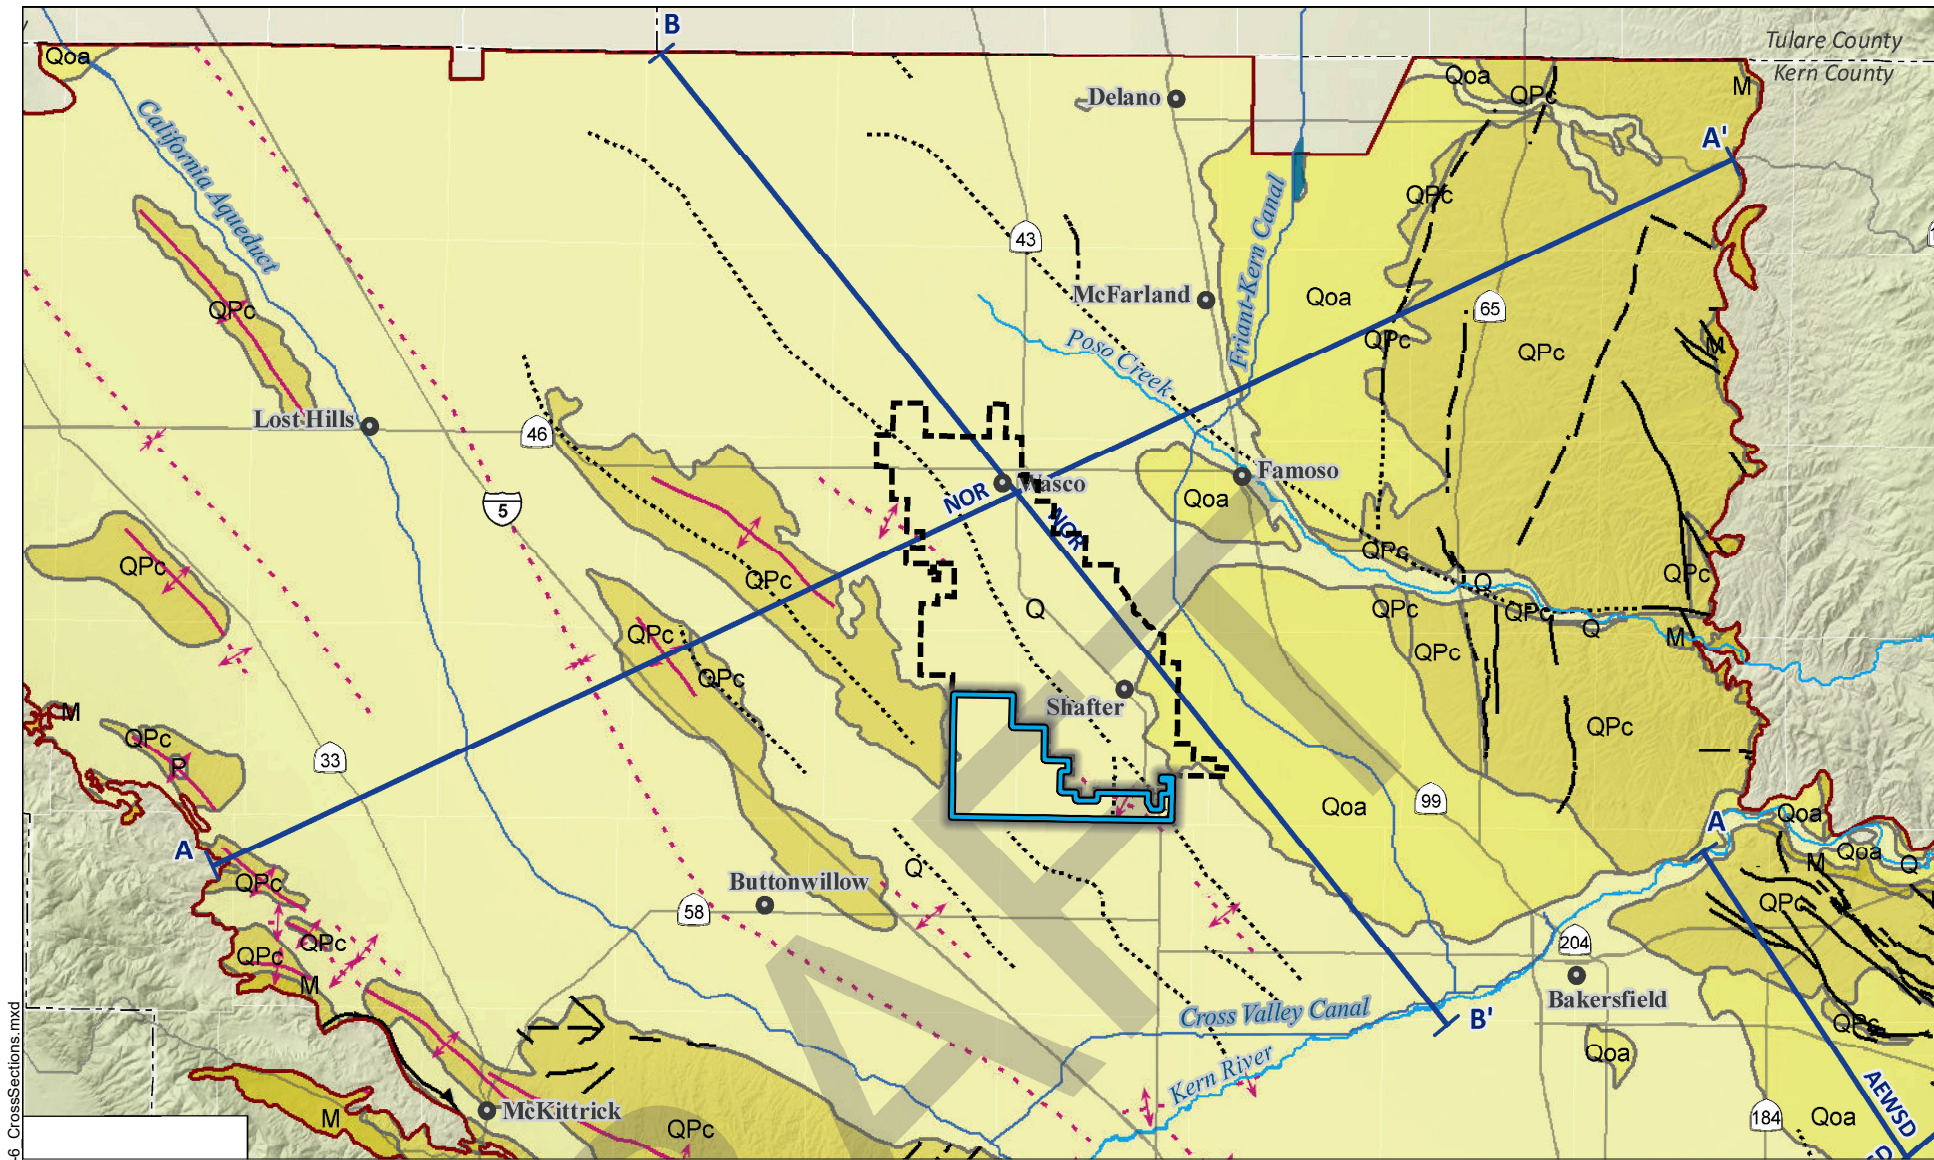 B
Tulare County
Kern County
Qoa
Qoa
QPc
M
Delano
A'
California Aqueduct
QPc
43
Friant-Kern Canal
McFarland
Qoa
65
QPc
Poso Creek
QPc
QPc
M
Lost Hills
46
Wasco
Famoso
NOR
NOR
Qoa
5
QPc
QPc
QPc
QPc
Q
QPc
QPc
Q
QPc
Q
M
QPc
QPc
QPc
Shafter
M
QPc
P
33
QPc
Qoa
99
Qoa
A
A
M
Qoa
Q
QPc
Q
Buttonwillow
58
QPc
QPc
QPc
M
204
Bakersfield
Cross Valley Canal
B'
QPc
Qoa
Kern River
McKittrick
M
QPc
184
Qoa
AEWSD
DRAFT
-6_CrossSections.mxd